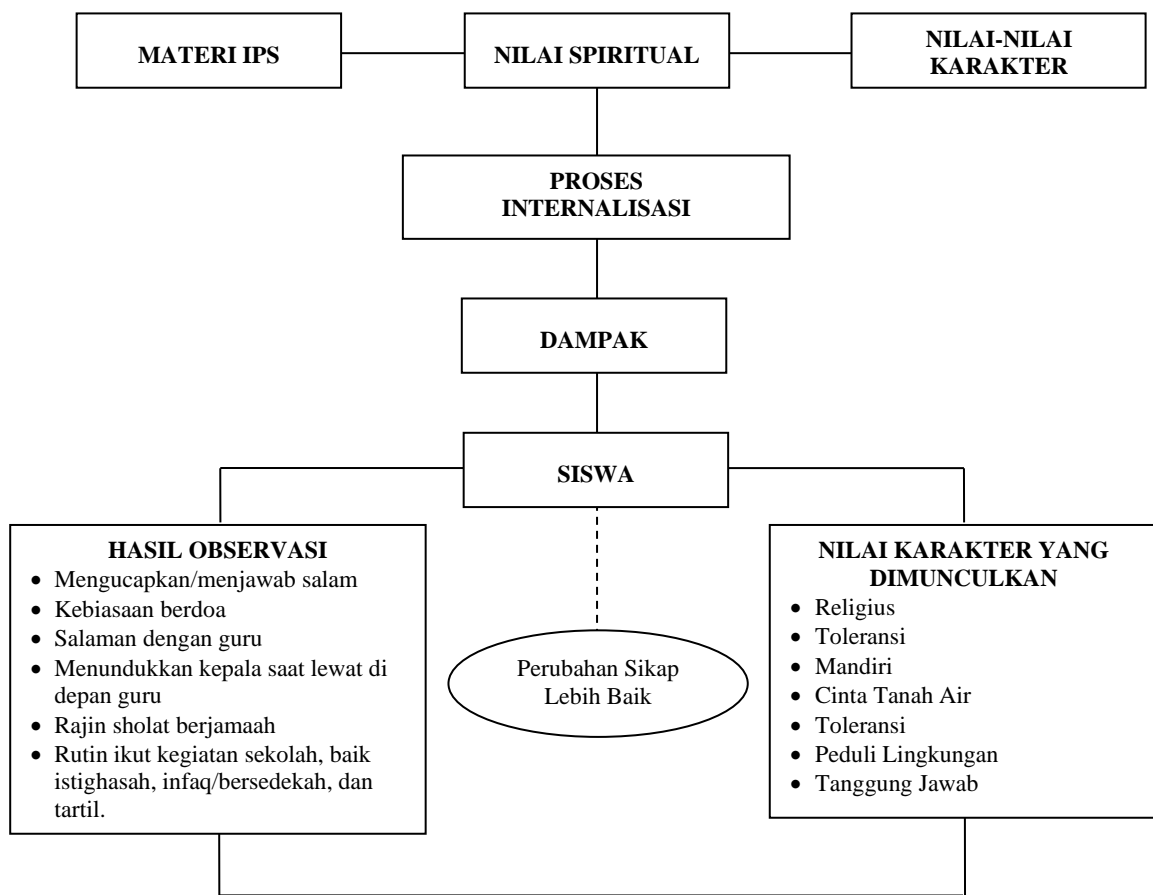 MATERI IPS
NILAI SPIRITUAL
NILAI-NILAI
KARAKTER
PROSES
INTERNALISASI
DAMPAK
SISWA
HASIL OBSERVASI
• Mengucapkan/menjawab salam
• Kebiasaan berdoa
• Salaman dengan guru
• Menundukkan kepala saat lewat di
depan guru
• Rajin sholat berjamaah
• Rutin ikut kegiatan sekolah, baik
istighasah, infaq/bersedekah, dan
tartil.
Perubahan Sikap
Lebih Baik
NILAI KARAKTER YANG
DIMUNCULKAN
• Religius
• Toleransi
• Mandiri
• Cinta Tanah Air
• Toleransi
• Peduli Lingkungan
• Tanggung Jawab